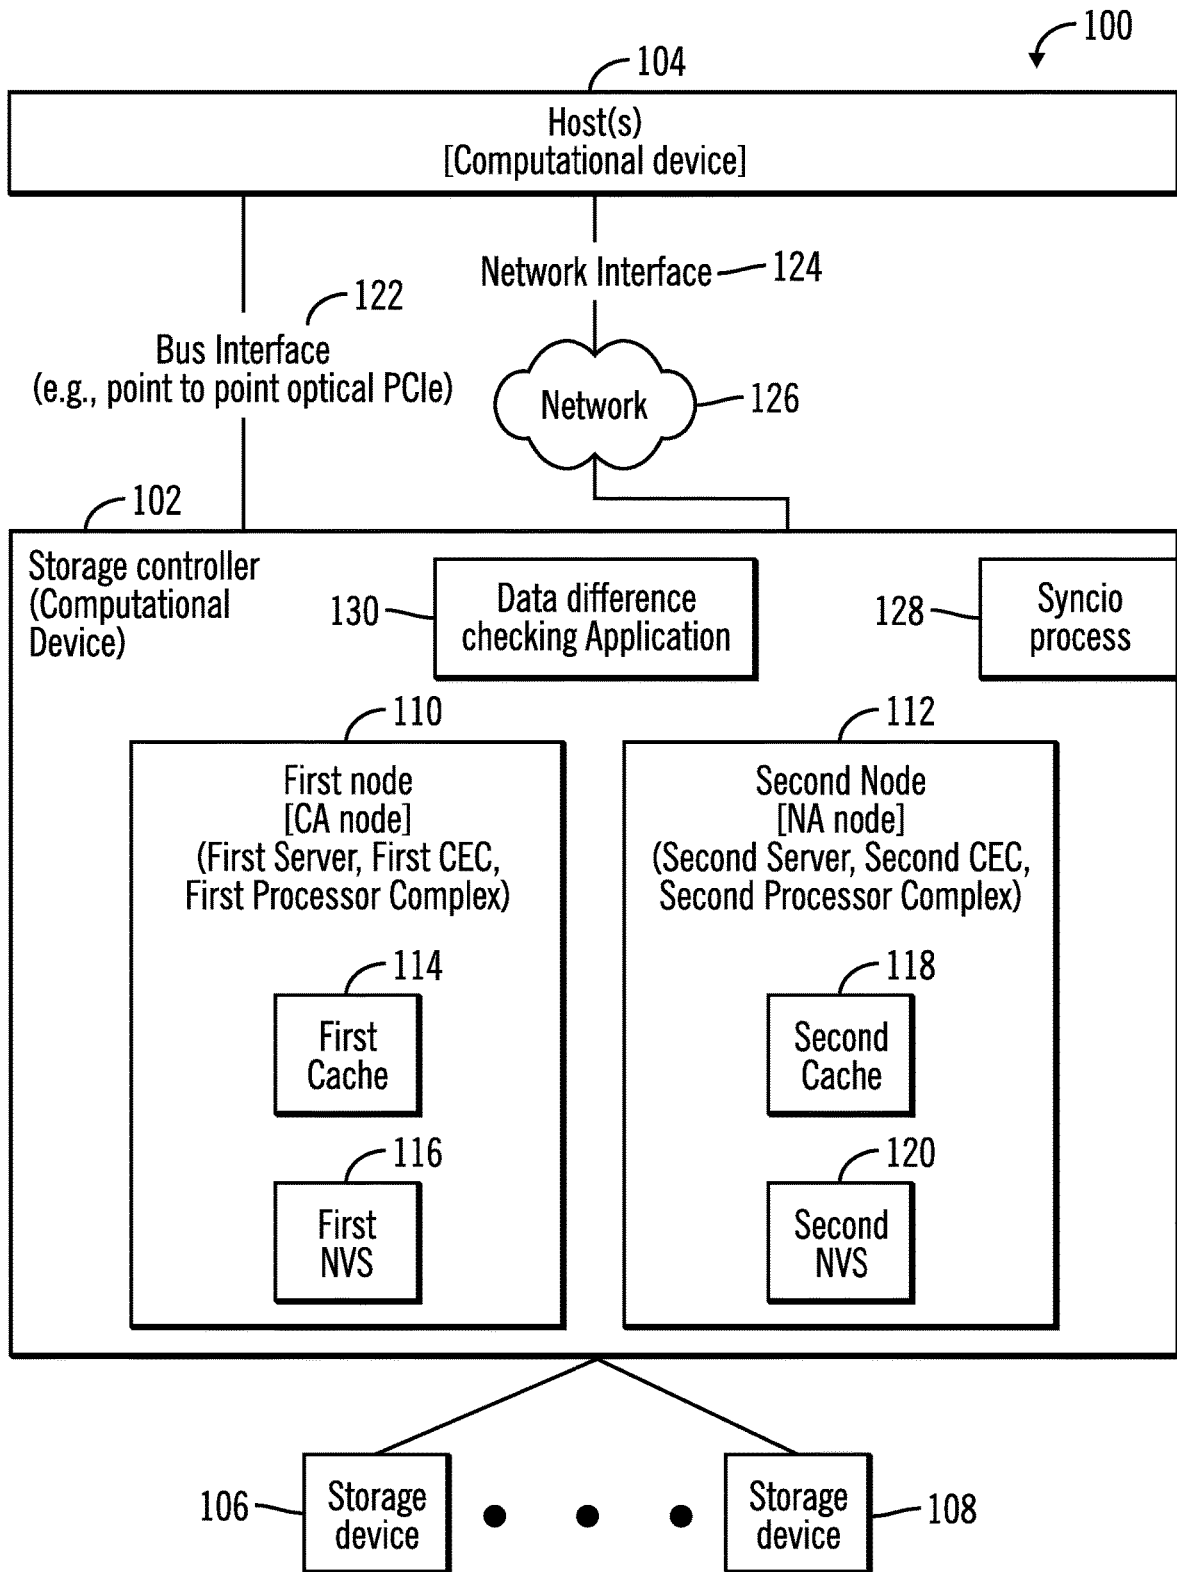 100
104
Host(s)
[Computational device]
Network Interface 124
122
Bus Interface
(e.g., point to point optical PCIe)
Network 126
102
Storage controller
(Computational
Device)
130
Data difference
checking Application
128
Syncio
process
110
First node
[CA node]
(First Server, First CEC,
First Processor Complex)
114
First
Cache
116
First
NVS
112
Second Node
[NA node]
(Second Server, Second CEC,
Second Processor Complex)
118
Second
Cache
120
Second
NVS
106
Storage
device
Storage
device
108